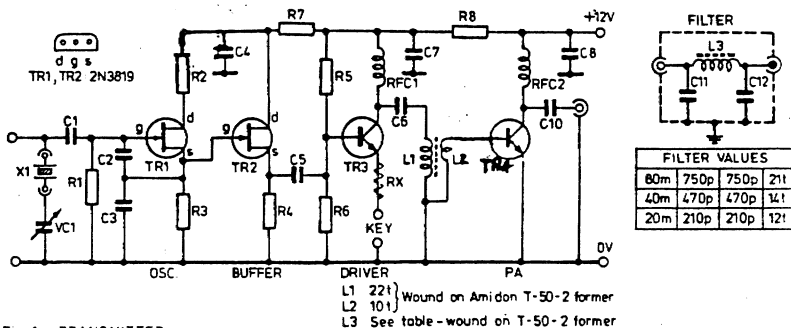 R7
R8
+12V
C4
C7
C8
d g s
TR1, TR2 2N3819
R2
R5
RFC1
RFC2
C1
C6
C10
g
d
s
TR1
g
d
s
TR2
C5
TR3
L1
L2
TR4
X1
R1
C2
C3
VC1
R3
R4
R6
RX
KEY
0V
OSC.
BUFFER
DRIVER
PA
L1 22t
L2 10t
Wound on Amidon T-50-2 former
L3 See table - wound on T-50-2 former
FILTER
L3
C11
C12
FILTER VALUES
80m 750p 750p 21t
40m 470p 470p 14t
20m 210p 210p 12t